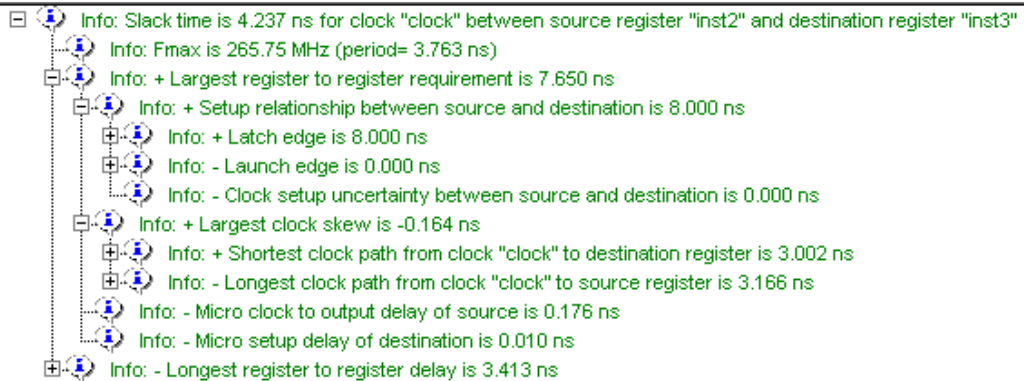 Info: Slack time is 4.237 ns for clock "clock" between source register "inst2" and destination register "inst3"
Info: Fmax is 265.75 MHz (period= 3.763 ns)
Info: + Largest register to register requirement is 7.650 ns
Info: + Setup relationship between source and destination is 8.000 ns
Info: + Latch edge is 8.000 ns
Info: - Launch edge is 0.000 ns
Info: - Clock setup uncertainty between source and destination is 0.000 ns
Info: + Largest clock skew is -0.164 ns
Info: + Shortest clock path from clock "clock" to destination register is 3.002 ns
Info: - Longest clock path from clock "clock" to source register is 3.166 ns
Info: - Micro clock to output delay of source is 0.176 ns
Info: - Micro setup delay of destination is 0.010 ns
Info: - Longest register to register delay is 3.413 ns